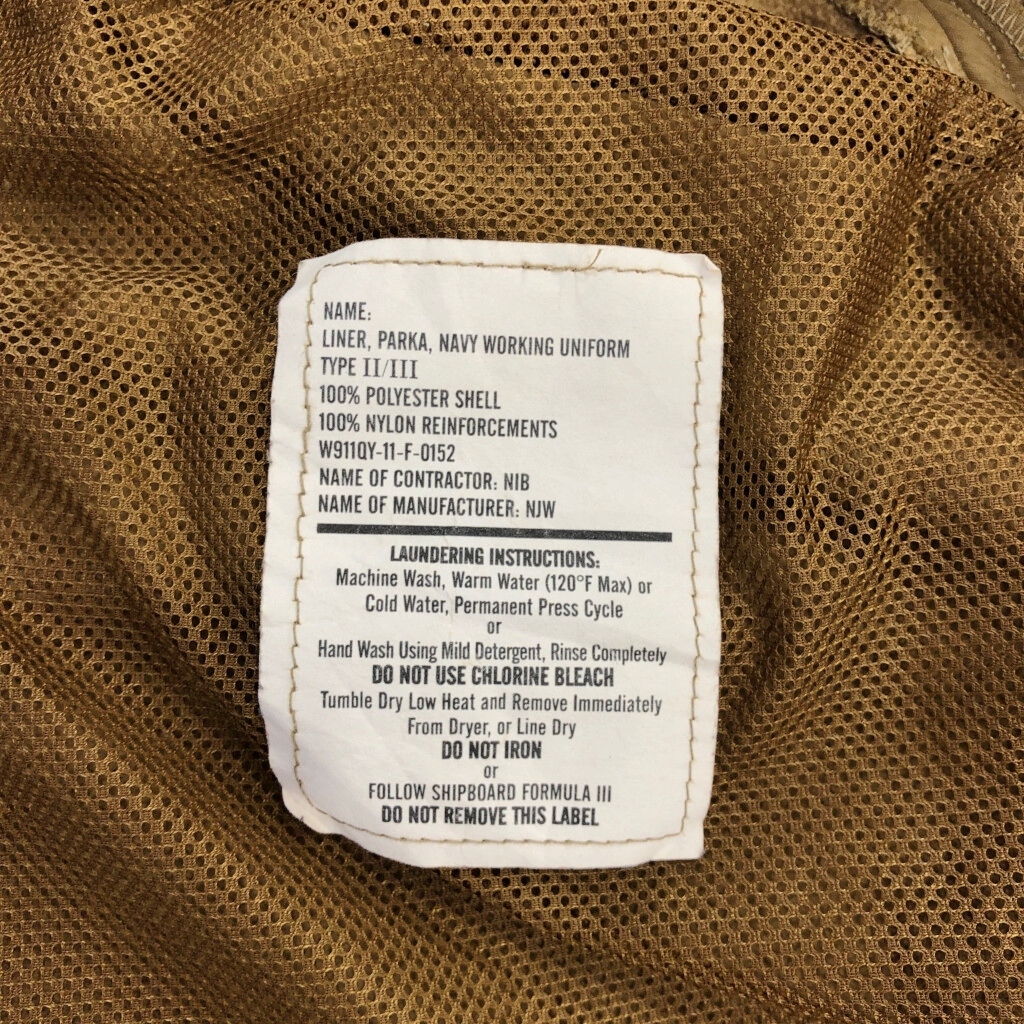 NAME:
LINER, PARKA, NAVY WORKING UNIFORM
TYPE II/III
100% POLYESTER SHELL
100% NYLON REINFORCEMENTS
W911QY-11-F-0152
NAME OF CONTRACTOR: NIB
NAME OF MANUFACTURER: NJW
LAUNDERING INSTRUCTIONS:
Machine Wash, Warm Water (120°F Max) or
Cold Water, Permanent Press Cycle
or
Hand Wash Using Mild Detergent, Rinse Completely
DO NOT USE CHLORINE BLEACH
Tumble Dry Low Heat and Remove Immediately
From Dryer, or Line Dry
DO NOT IRON
or
FOLLOW SHIPBOARD FORMULA III
DO NOT REMOVE THIS LABEL